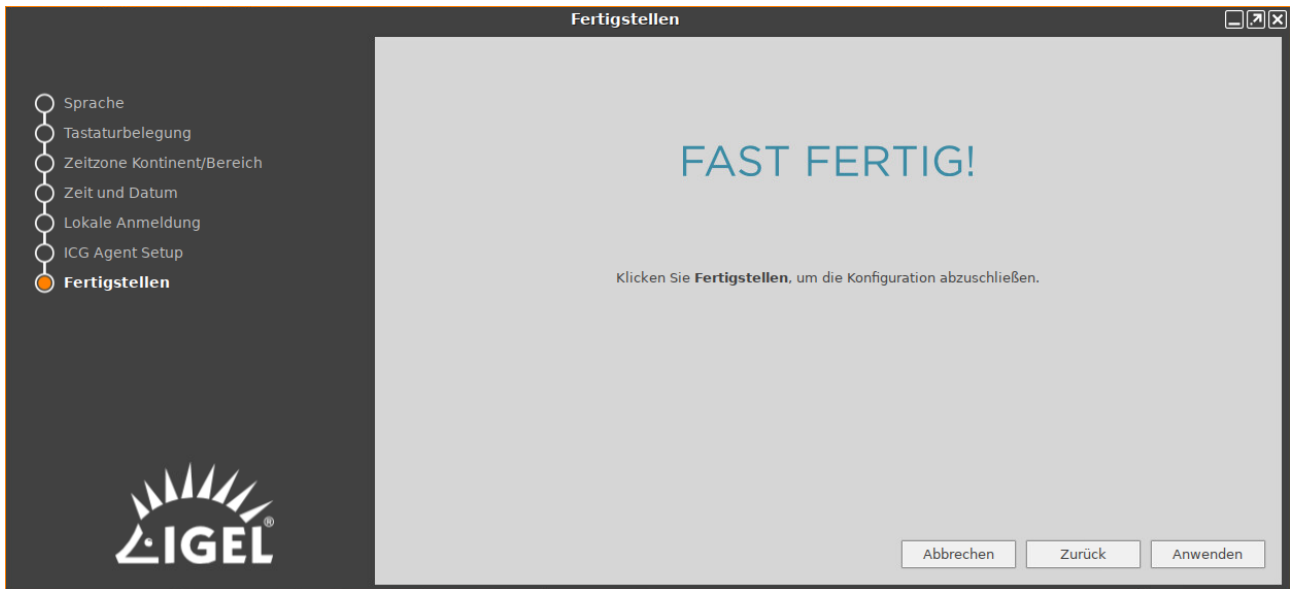 Fertigstellen
Sprache
Tastaturbelegung
Zeitzone Kontinent/Bereich
Zeit und Datum
Lokale Anmeldung
ICG Agent Setup
Fertigstellen
FAST FERTIG!
Klicken Sie Fertigstellen, um die Konfiguration abzuschließen.
IGEL®
Abbrechen Zurück Anwenden